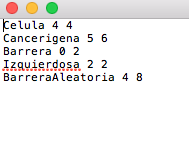 Celula 4 4
Cancerigena 5 6
Barrera 0 2
Izquierdosa 2 2
BarreraAleatoria 4 8